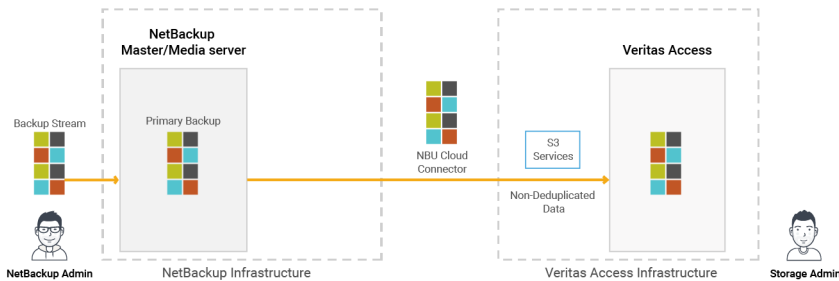 NetBackup
Master/Media server
Veritas Access
Backup Stream
Primary Backup
NBU Cloud
Connector
S3
Services
Non-Deduplicated
Data
NetBackup Admin
NetBackup Infrastructure
Veritas Access Infrastructure
Storage Admin